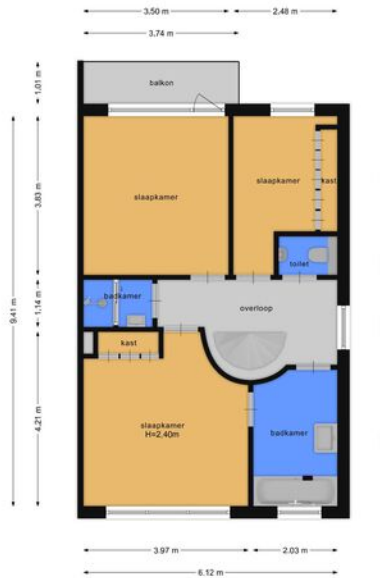 3.50 m
2.48 m
3.74 m
1,01 m
balkon
9.41 m
3,83 m
slaapkamer
slaapkamer
kast
toilet
1,14 m
badkamer
overloop
kast
4.21 m
slaapkamer
H=2,40m
badkamer
3.97 m
2.03 m
6.12 m